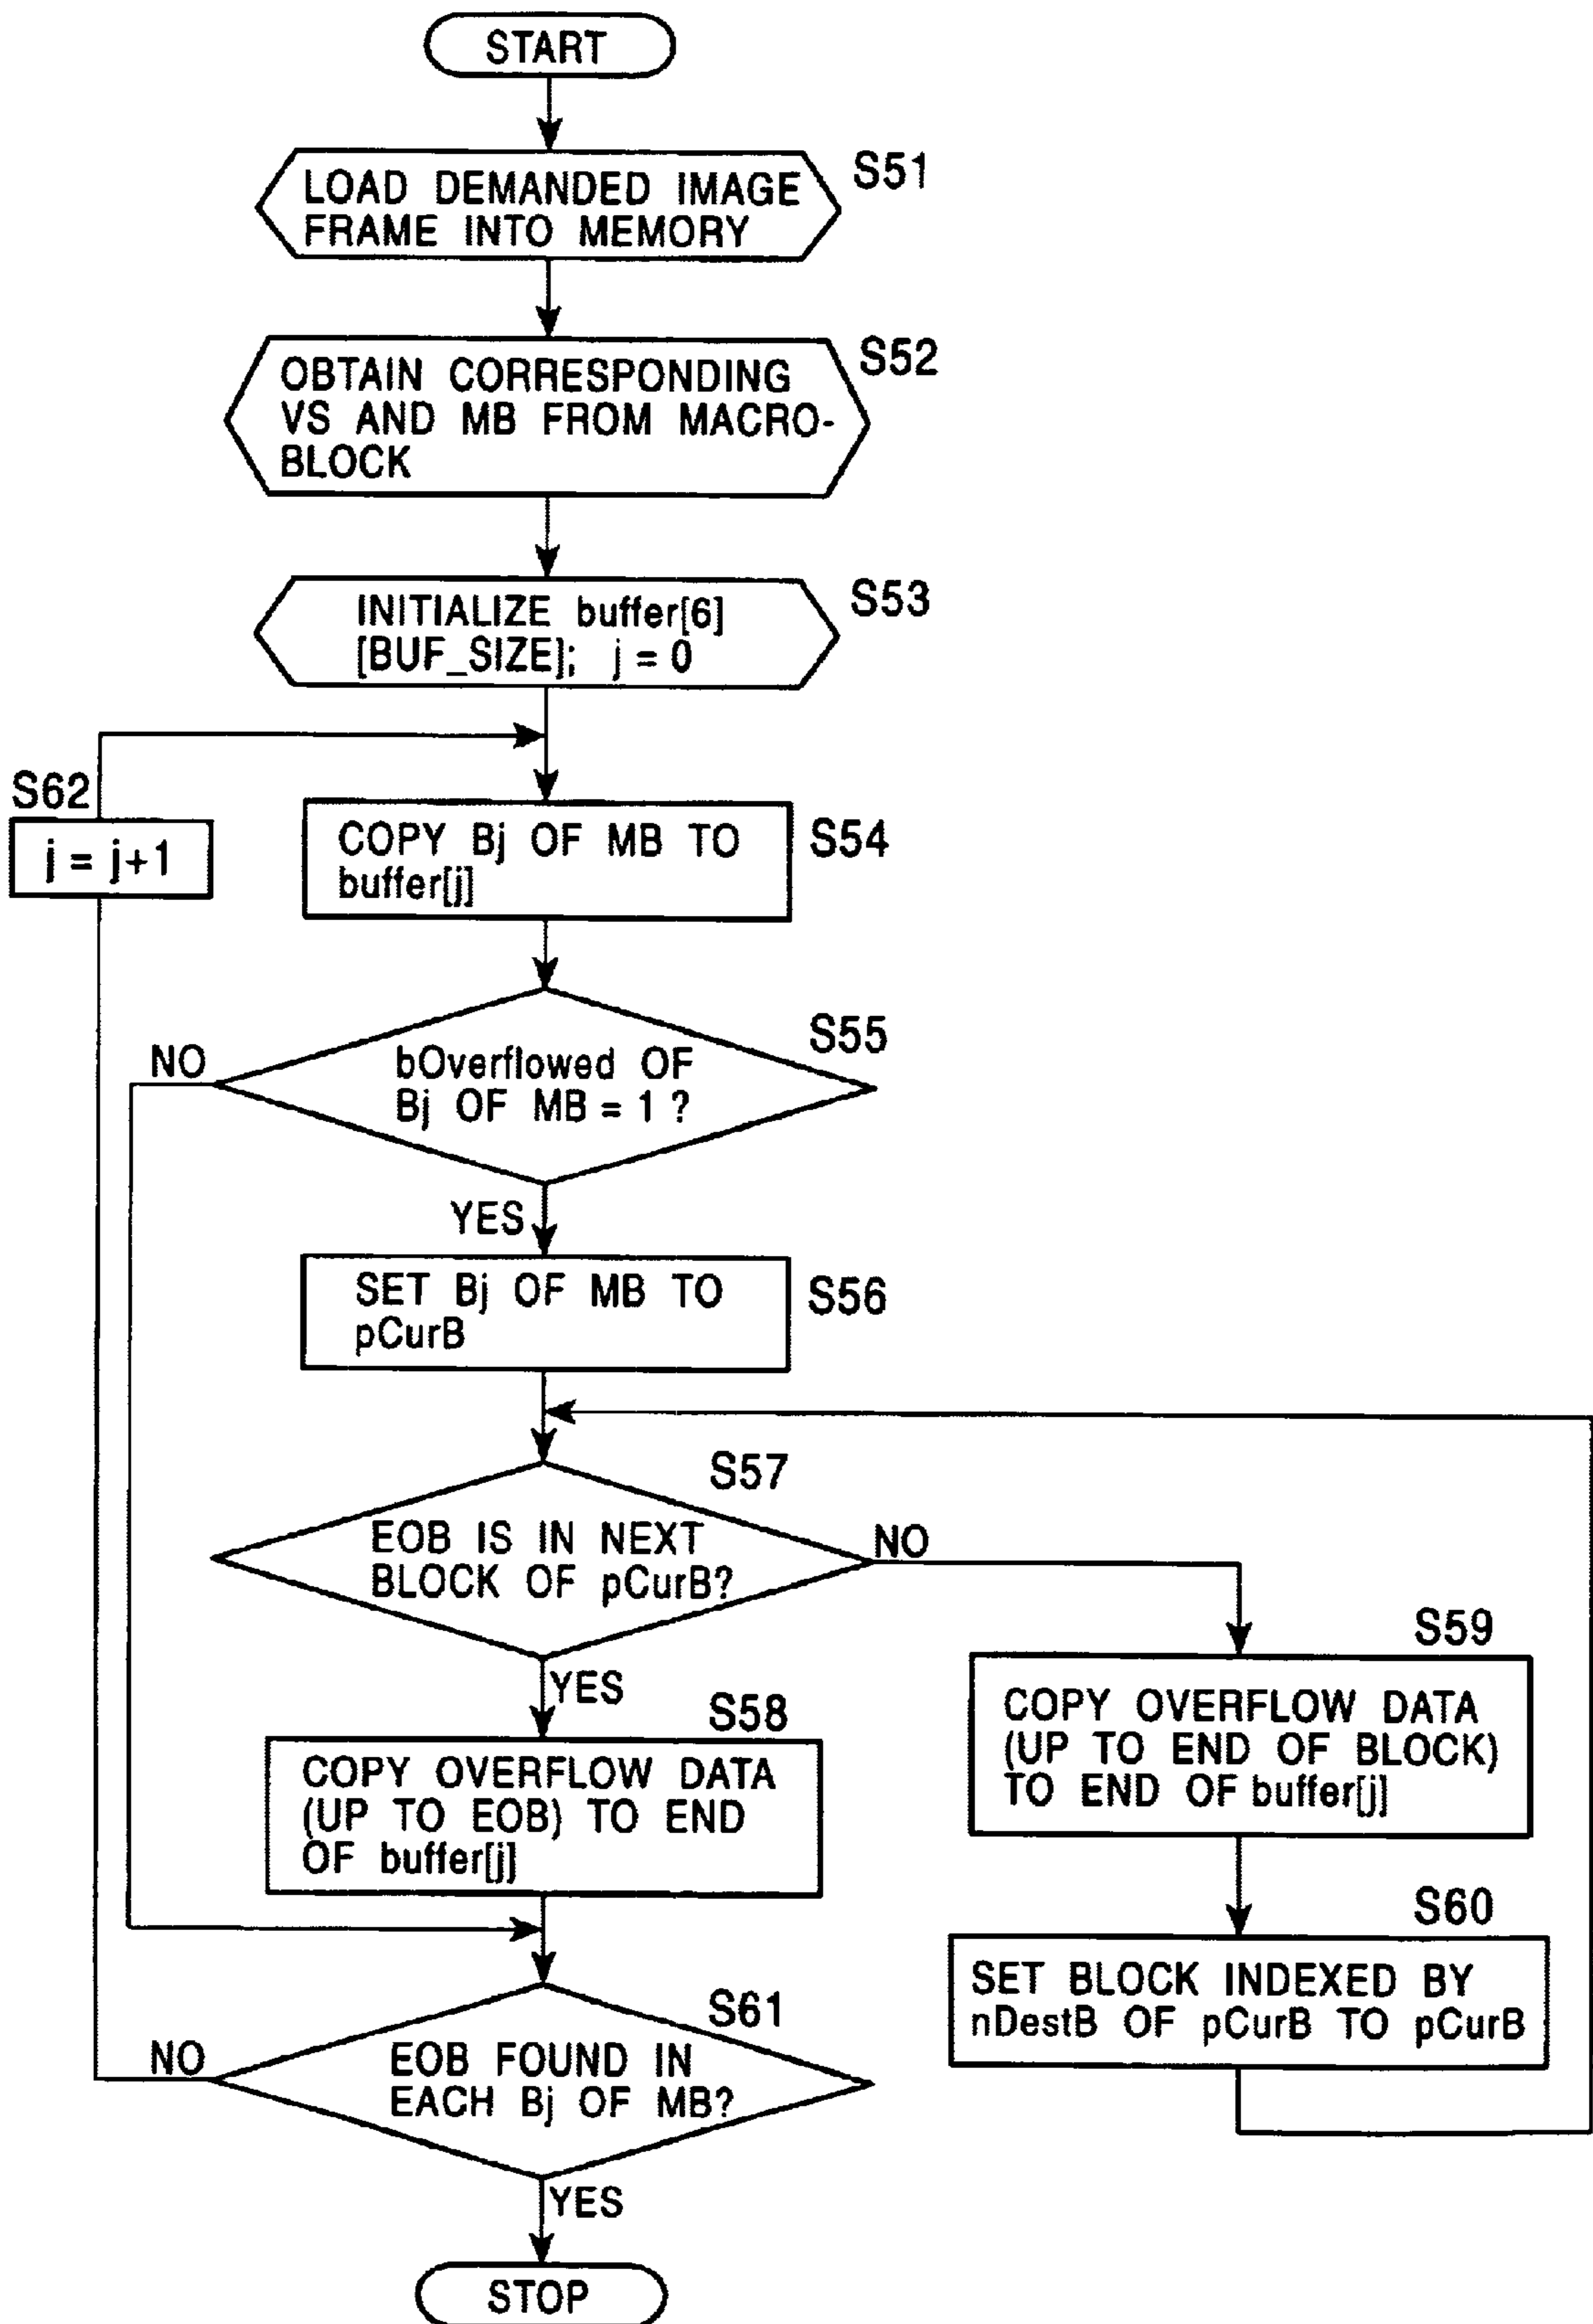 START
S51
LOAD DEMANDED IMAGE
FRAME INTO MEMORY
S52
OBTAIN CORRESPONDING
VS AND MB FROM MACRO-
BLOCK
S53
INITIALIZE buffer[6]
[BUF_SIZE]; j = 0
S62
j = j+1
S54
COPY Bj OF MB TO
buffer[j]
S55
NO
bOverflowed OF
Bj OF MB = 1 ?
YES
S56
SET Bj OF MB TO
pCurB
S57
EOB IS IN NEXT
BLOCK OF pCurB?
NO
YES
S58
COPY OVERFLOW DATA
(UP TO EOB) TO END
OF buffer[j]
S59
COPY OVERFLOW DATA
(UP TO END OF BLOCK)
TO END OF buffer[j]
S60
SET BLOCK INDEXED BY
nDestB OF pCurB TO pCurB
S61
NO
EOB FOUND IN
EACH Bj OF MB?
YES
STOP